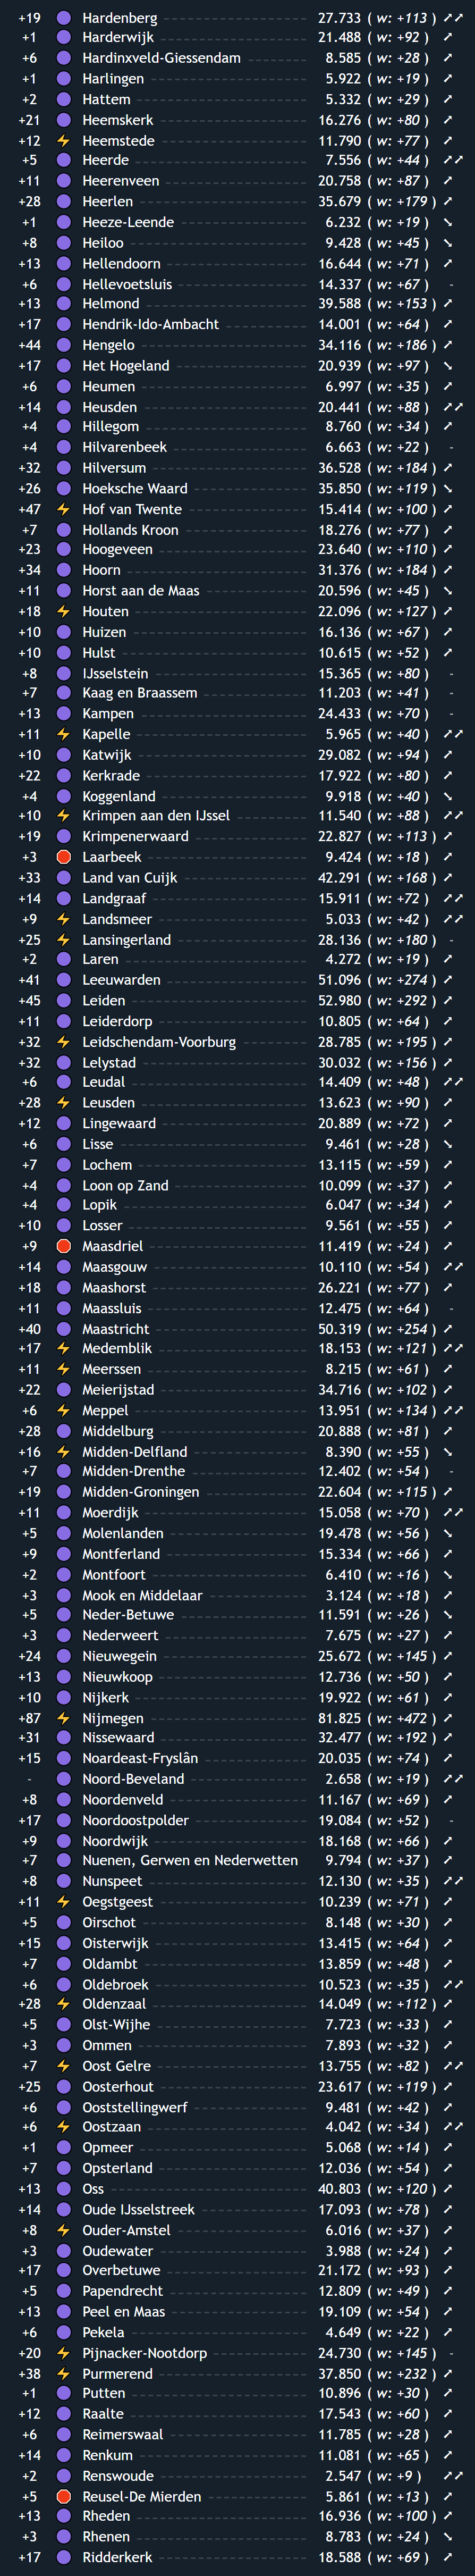 +19 Hardenberg 27.733 ( w: +113 ) ↗↗
+1 Harderwijk 21.488 ( w: +92 ) ↗
+6 Hardinxveld-Giessendam 8.585 ( w: +28 ) ↗
+1 Harlingen 5.922 ( w: +19 ) ↗
+2 Hattem 5.332 ( w: +29 ) ↗
+21 Heemskerk 16.276 ( w: +80 ) ↗
+12 Heemstede 11.790 ( w: +77 ) ↗
+5 Heerde 7.556 ( w: +44 ) ↗↗
+11 Heerenveen 20.758 ( w: +87 ) ↗
+28 Heerlen 35.679 ( w: +179 ) ↗
+1 Heeze-Leende 6.232 ( w: +19 ) ↘
+8 Heiloo 9.428 ( w: +45 ) ↘
+13 Hellendoorn 16.644 ( w: +71 ) ↗
+6 Hellevoetsluis 14.337 ( w: +67 ) -
+13 Helmond 39.588 ( w: +153 ) ↗
+17 Hendrik-Ido-Ambacht 14.001 ( w: +64 ) ↗
+44 Hengelo 34.116 ( w: +186 ) ↗
+17 Het Hogeland 20.939 ( w: +97 ) ↘
+6 Heumen 6.997 ( w: +35 ) ↗
+14 Heusden 20.441 ( w: +88 ) ↗↗
+4 Hillegom 8.760 ( w: +34 ) ↗
+4 Hilvarenbeek 6.663 ( w: +22 ) -
+32 Hilversum 36.528 ( w: +184 ) ↗
+26 Hoeksche Waard 35.850 ( w: +119 ) ↘
+47 Hof van Twente 15.414 ( w: +100 ) ↗
+7 Hollands Kroon 18.276 ( w: +77 ) ↗
+23 Hoogeveen 23.640 ( w: +110 ) ↗
+34 Hoorn 31.376 ( w: +184 ) ↗
+11 Horst aan de Maas 20.596 ( w: +45 ) ↘
+18 Houten 22.096 ( w: +127 ) ↗
+10 Huizen 16.136 ( w: +67 ) ↗
+10 Hulst 10.615 ( w: +52 ) ↗
+8 IJsselstein 15.365 ( w: +80 ) -
+7 Kaag en Braassem 11.203 ( w: +41 ) -
+13 Kampen 24.433 ( w: +70 ) -
+11 Kapelle 5.965 ( w: +40 ) ↗↗
+10 Katwijk 29.082 ( w: +94 ) ↗
+22 Kerkrade 17.922 ( w: +80 ) ↗
+4 Koggenland 9.918 ( w: +40 ) ↘
+10 Krimpen aan den IJssel 11.540 ( w: +88 ) ↗↗
+19 Krimpenerwaard 22.827 ( w: +113 ) ↗
+3 Laarbeek 9.424 ( w: +18 ) ↗
+33 Land van Cuijk 42.291 ( w: +168 ) ↗
+14 Landgraaf 15.911 ( w: +72 ) ↗↗
+9 Landsmeer 5.033 ( w: +42 ) ↗↗
+25 Lansingerland 28.136 ( w: +180 ) -
+2 Laren 4.272 ( w: +19 ) ↗
+41 Leeuwarden 51.096 ( w: +274 ) ↗
+45 Leiden 52.980 ( w: +292 ) ↗
+11 Leiderdorp 10.805 ( w: +64 ) ↗
+32 Leidschendam-Voorburg 28.785 ( w: +195 ) ↗
+32 Lelystad 30.032 ( w: +156 ) ↗
+6 Leudal 14.409 ( w: +48 ) ↗↗
+28 Leusden 13.623 ( w: +90 ) ↗
+12 Lingewaard 20.889 ( w: +72 ) ↗
+6 Lisse 9.461 ( w: +28 ) ↘
+7 Lochem 13.115 ( w: +59 ) ↗
+4 Loon op Zand 10.099 ( w: +37 ) ↗
+4 Lopik 6.047 ( w: +34 ) ↗
+10 Losser 9.561 ( w: +55 ) ↗
+9 Maasdriel 11.419 ( w: +24 ) ↗
+14 Maasgouw 10.110 ( w: +54 ) ↗↗
+18 Maashorst 26.221 ( w: +77 ) ↗
+11 Maassluis 12.475 ( w: +64 ) -
+40 Maastricht 50.319 ( w: +254 ) ↗
+17 Medemblik 18.153 ( w: +121 ) ↗↗
+11 Meerssen 8.215 ( w: +61 ) ↗
+22 Meierijstad 34.716 ( w: +102 ) ↗
+6 Meppel 13.951 ( w: +134 ) ↗↗
+28 Middelburg 20.888 ( w: +81 ) ↗
+16 Midden-Delfland 8.390 ( w: +55 ) ↘
+7 Midden-Drenthe 12.402 ( w: +54 ) -
+19 Midden-Groningen 22.604 ( w: +115 ) ↗
+11 Moerdijk 15.058 ( w: +70 ) ↗↗
+5 Molenlanden 19.478 ( w: +56 ) ↘
+9 Montferland 15.334 ( w: +66 ) ↗
+2 Montfoort 6.410 ( w: +16 ) ↘
+3 Mook en Middelaar 3.124 ( w: +18 ) ↗
+5 Neder-Betuwe 11.591 ( w: +26 ) ↘
+3 Nederweert 7.675 ( w: +27 ) ↗
+24 Nieuwegein 25.672 ( w: +145 ) ↗
+13 Nieuwkoop 12.736 ( w: +50 ) ↗
+10 Nijkerk 19.922 ( w: +61 ) ↗
+87 Nijmegen 81.825 ( w: +472 ) ↗
+31 Nissewaard 32.477 ( w: +192 ) ↗
+15 Noardeast-Fryslân 20.035 ( w: +74 ) ↗
- Noord-Beveland 2.658 ( w: +19 ) ↗↗
+8 Noordenveld 11.167 ( w: +69 ) ↗
+17 Noordoostpolder 19.084 ( w: +52 ) -
+9 Noordwijk 18.168 ( w: +66 ) ↗
+7 Nuenen, Gerwen en Nederwetten 9.794 ( w: +37 ) ↗
+8 Nunspeet 12.130 ( w: +35 ) ↗↗
+11 Oegstgeest 10.239 ( w: +71 ) ↗
+5 Oirschot 8.148 ( w: +30 ) ↗
+15 Oisterwijk 13.415 ( w: +64 ) ↗
+7 Oldambt 13.859 ( w: +48 ) ↗
+6 Oldebroek 10.523 ( w: +35 ) ↗↗
+28 Oldenzaal 14.049 ( w: +112 ) ↗
+5 Olst-Wijhe 7.723 ( w: +33 ) ↗
+3 Ommen 7.893 ( w: +32 ) ↗
+7 Oost Gelre 13.755 ( w: +82 ) ↗↗
+25 Oosterhout 23.617 ( w: +119 ) ↗
+6 Ooststellingwerf 9.481 ( w: +42 ) ↗
+6 Oostzaan 4.042 ( w: +34 ) ↗↗
+1 Opmeer 5.068 ( w: +14 ) ↗
+7 Opsterland 12.036 ( w: +54 ) ↗
+13 Oss 40.803 ( w: +120 ) ↗
+14 Oude IJsselstreek 17.093 ( w: +78 ) ↗
+8 Ouder-Amstel 6.016 ( w: +37 ) ↗
+3 Oudewater 3.988 ( w: +24 ) ↗
+17 Overbetuwe 21.172 ( w: +93 ) ↗
+5 Papendrecht 12.809 ( w: +49 ) ↗
+13 Peel en Maas 19.109 ( w: +54 ) ↗
+6 Pekela 4.649 ( w: +22 ) ↗
+20 Pijnacker-Nootdorp 24.730 ( w: +145 ) -
+38 Purmerend 37.850 ( w: +232 ) ↗
+1 Putten 10.896 ( w: +30 ) ↗
+12 Raalte 17.543 ( w: +60 ) ↗
+6 Reimerswaal 11.785 ( w: +28 ) ↗
+14 Renkum 11.081 ( w: +65 ) ↗
+2 Renswoude 2.547 ( w: +9 ) ↗↗
+5 Reusel-De Mierden 5.861 ( w: +13 ) ↗
+13 Rheden 16.936 ( w: +100 ) ↗
+3 Rhenen 8.783 ( w: +24 ) ↘
+17 Ridderkerk 18.588 ( w: +69 ) ↗